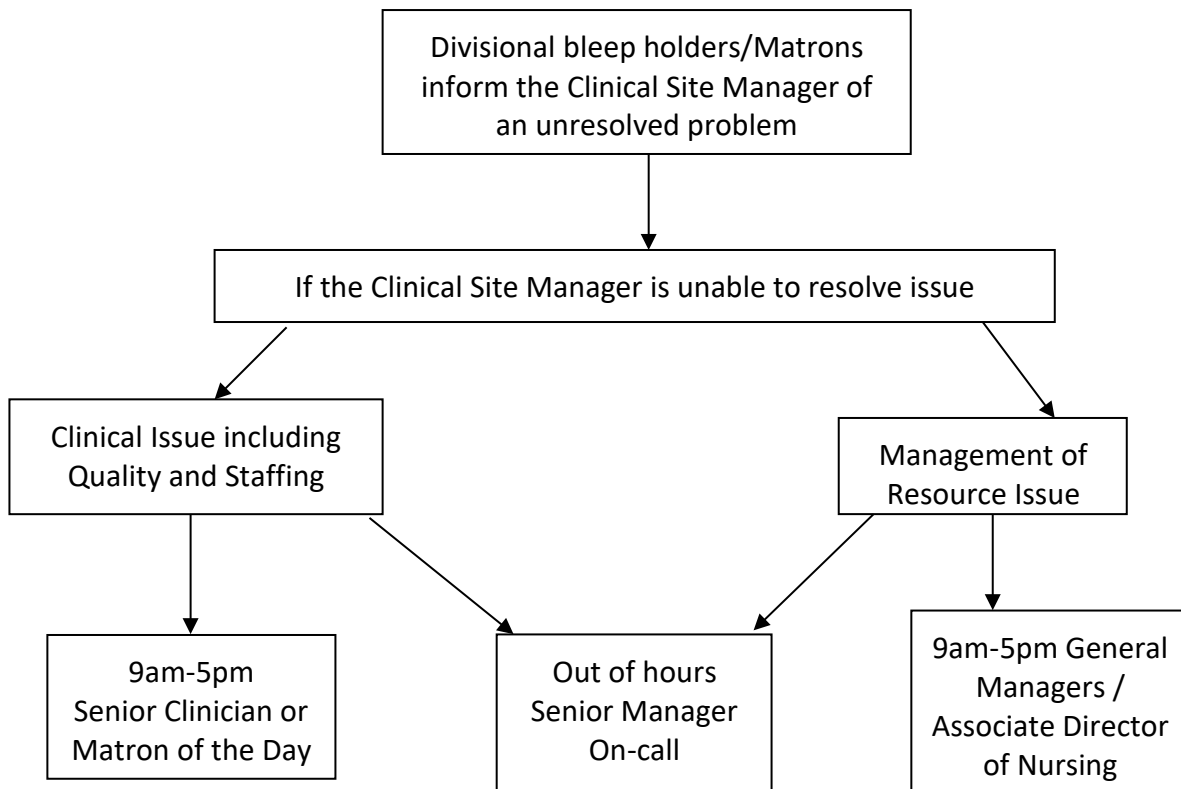 Divisional bleep holders/Matrons
inform the Clinical Site Manager of
an unresolved problem
If the Clinical Site Manager is unable to resolve issue
Clinical Issue including
Quality and Staffing
Management of
Resource Issue
9am-5pm
Senior Clinician or
Matron of the Day
Out of hours
Senior Manager
On-call
9am-5pm General
Managers /
Associate Director
of Nursing